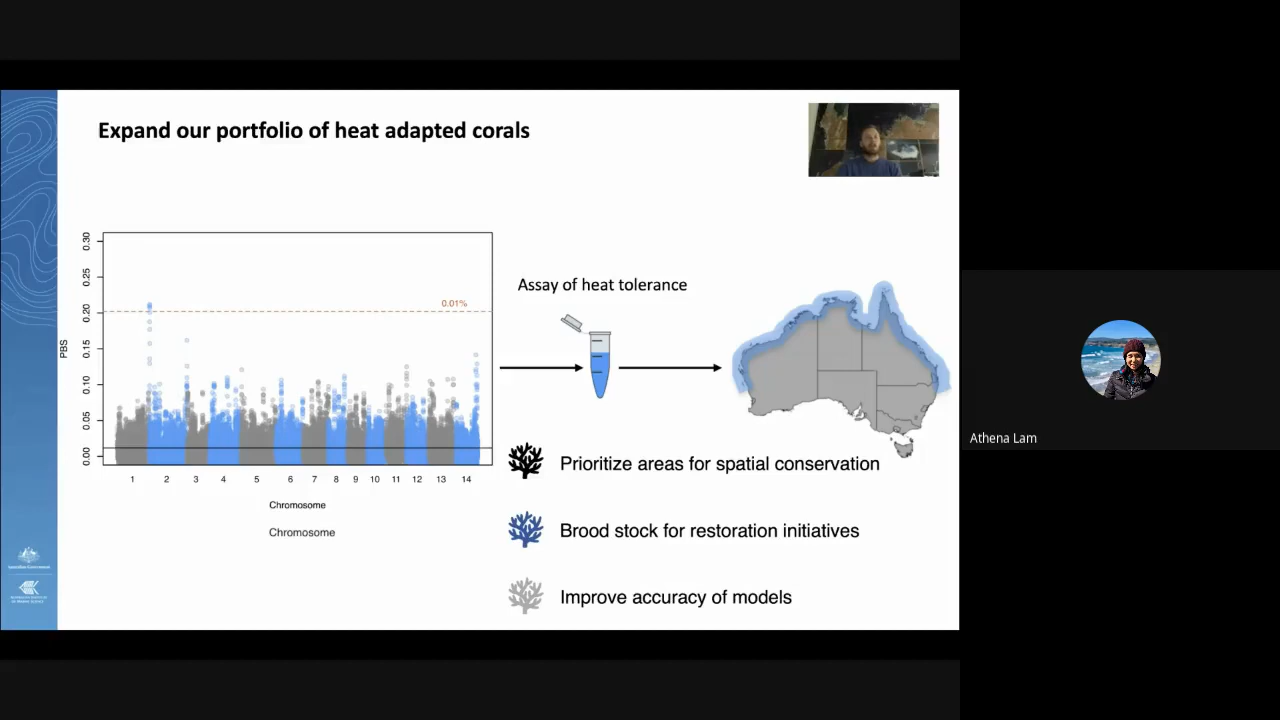 Expand our portfolio of heat adapted corals
0.30
0.25
0.20
0.15
0.10
0.05
0.00
PBS
0.01%
1 2 3 4 5 6 7 8 9 10 11 12 13 14
Chromosome
Chromosome
Assay of heat tolerance
Prioritize areas for spatial conservation
Brood stock for restoration initiatives
Improve accuracy of models
Australian Government
Athena Lam